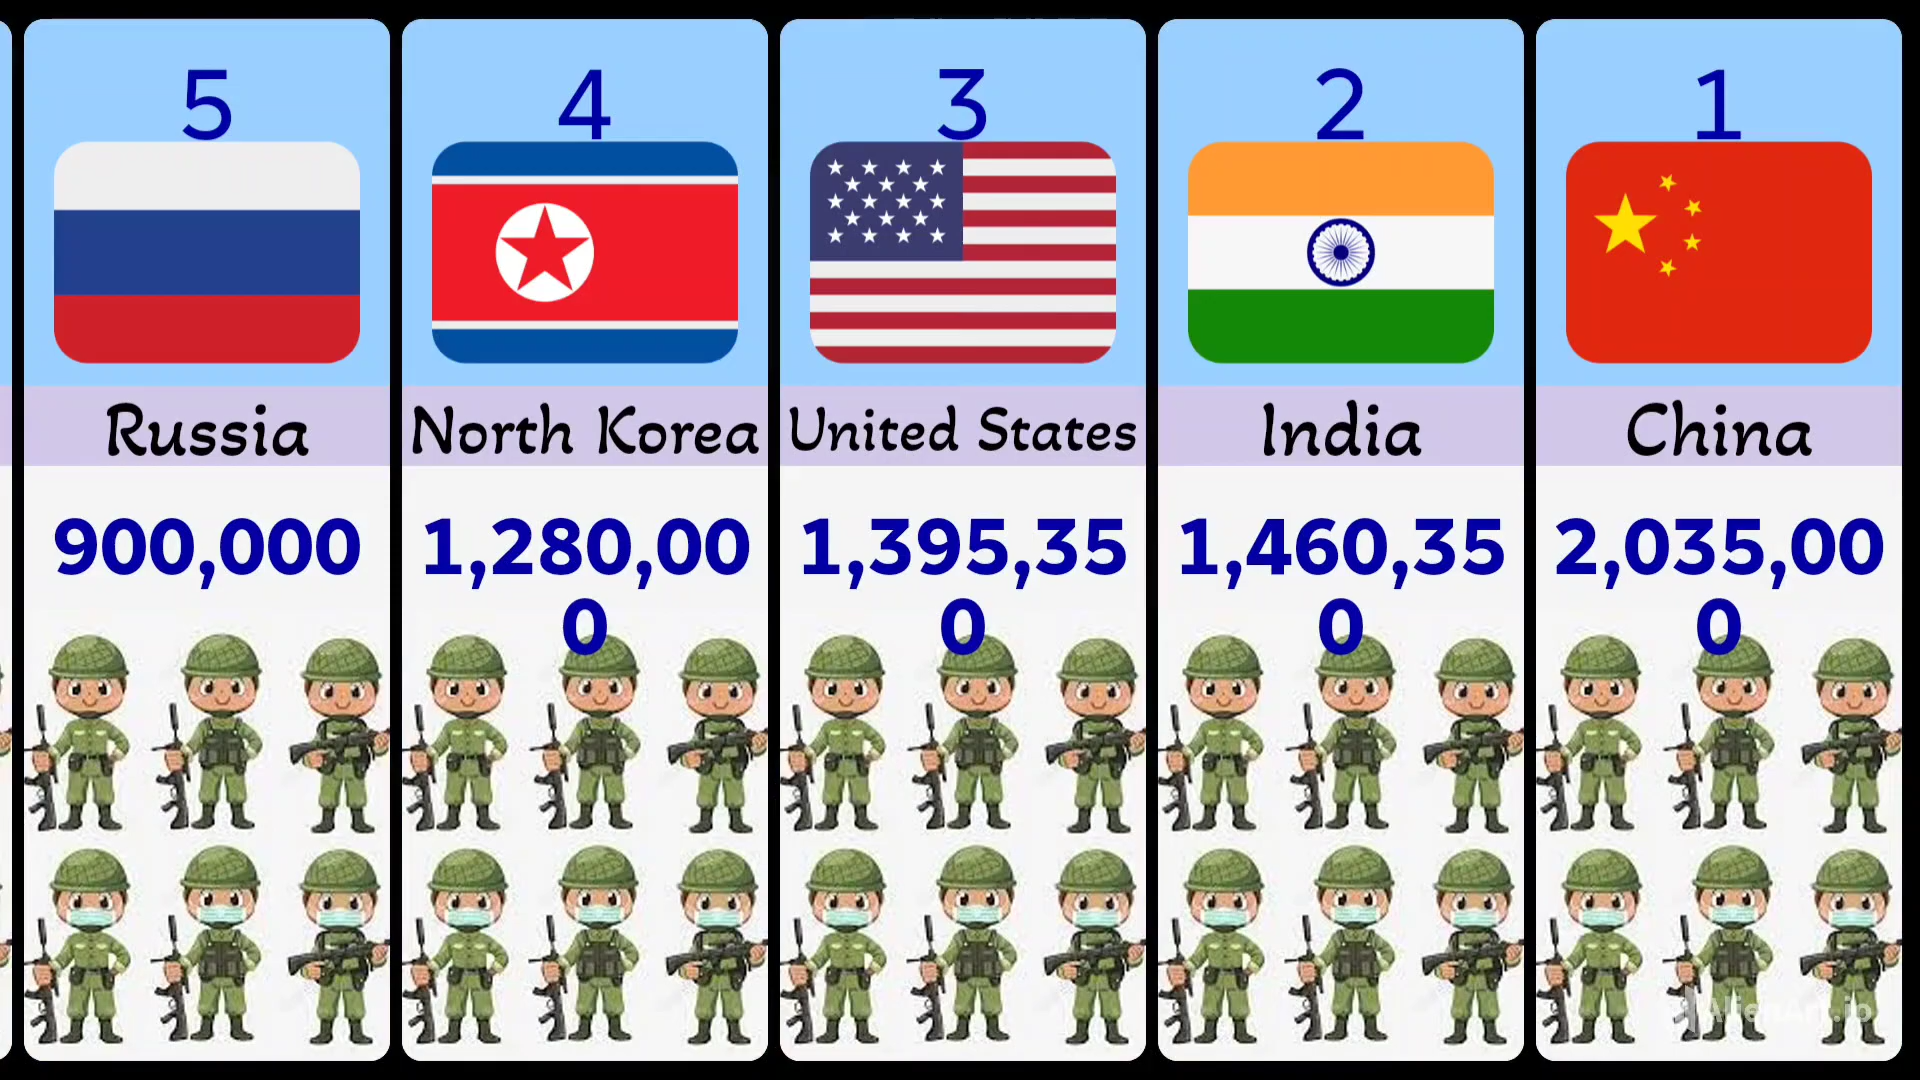 5
Russia
900,000
4
North Korea
1,280,00
0
3
United States
1,395,35
0
2
India
1,460,35
0
1
China
2,035,00
0